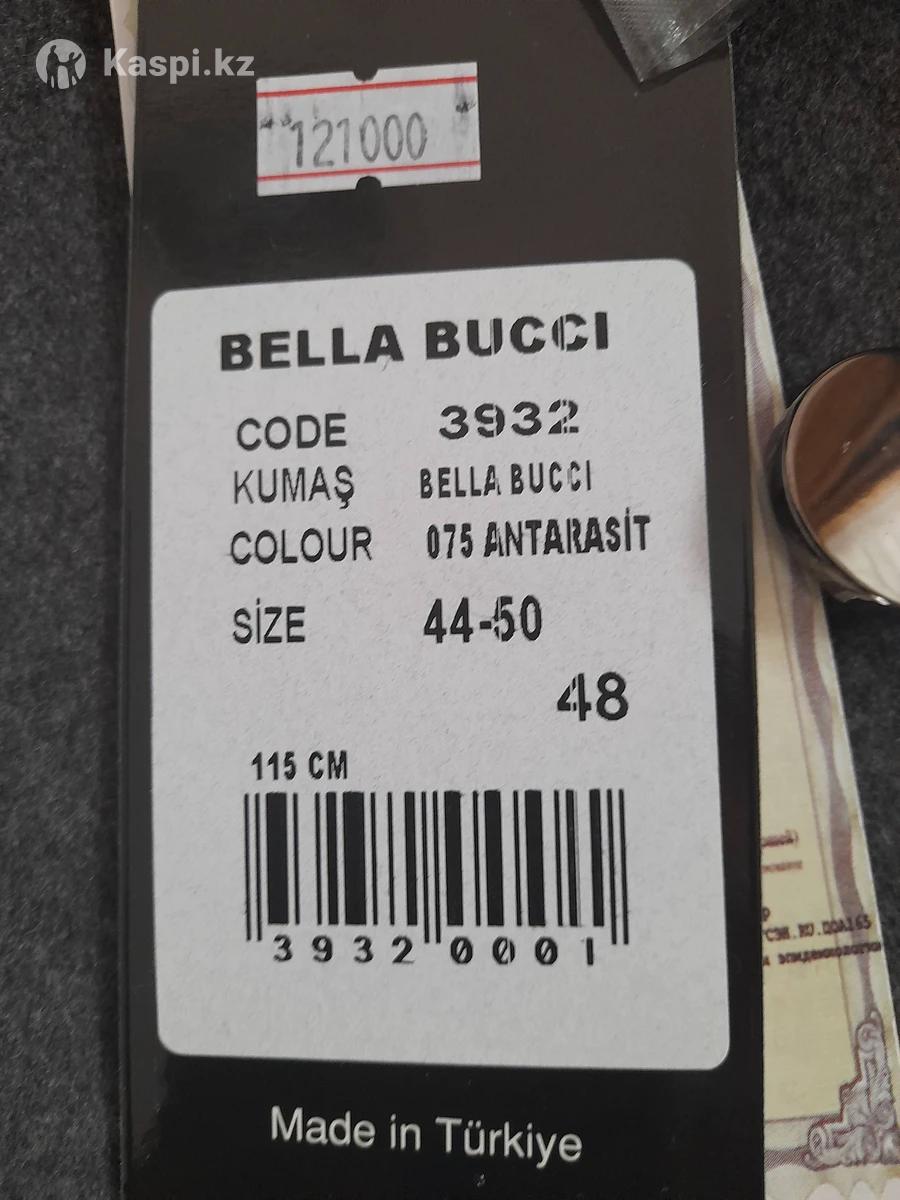 Kaspi.kz
121000
BELLA BUCCI
CODE 3932
KUMAŞ BELLA BUCCI
COLOUR 075 ANTARASİT
SİZE 44-50
48
115 CM
3932 0001
Made in Türkiye